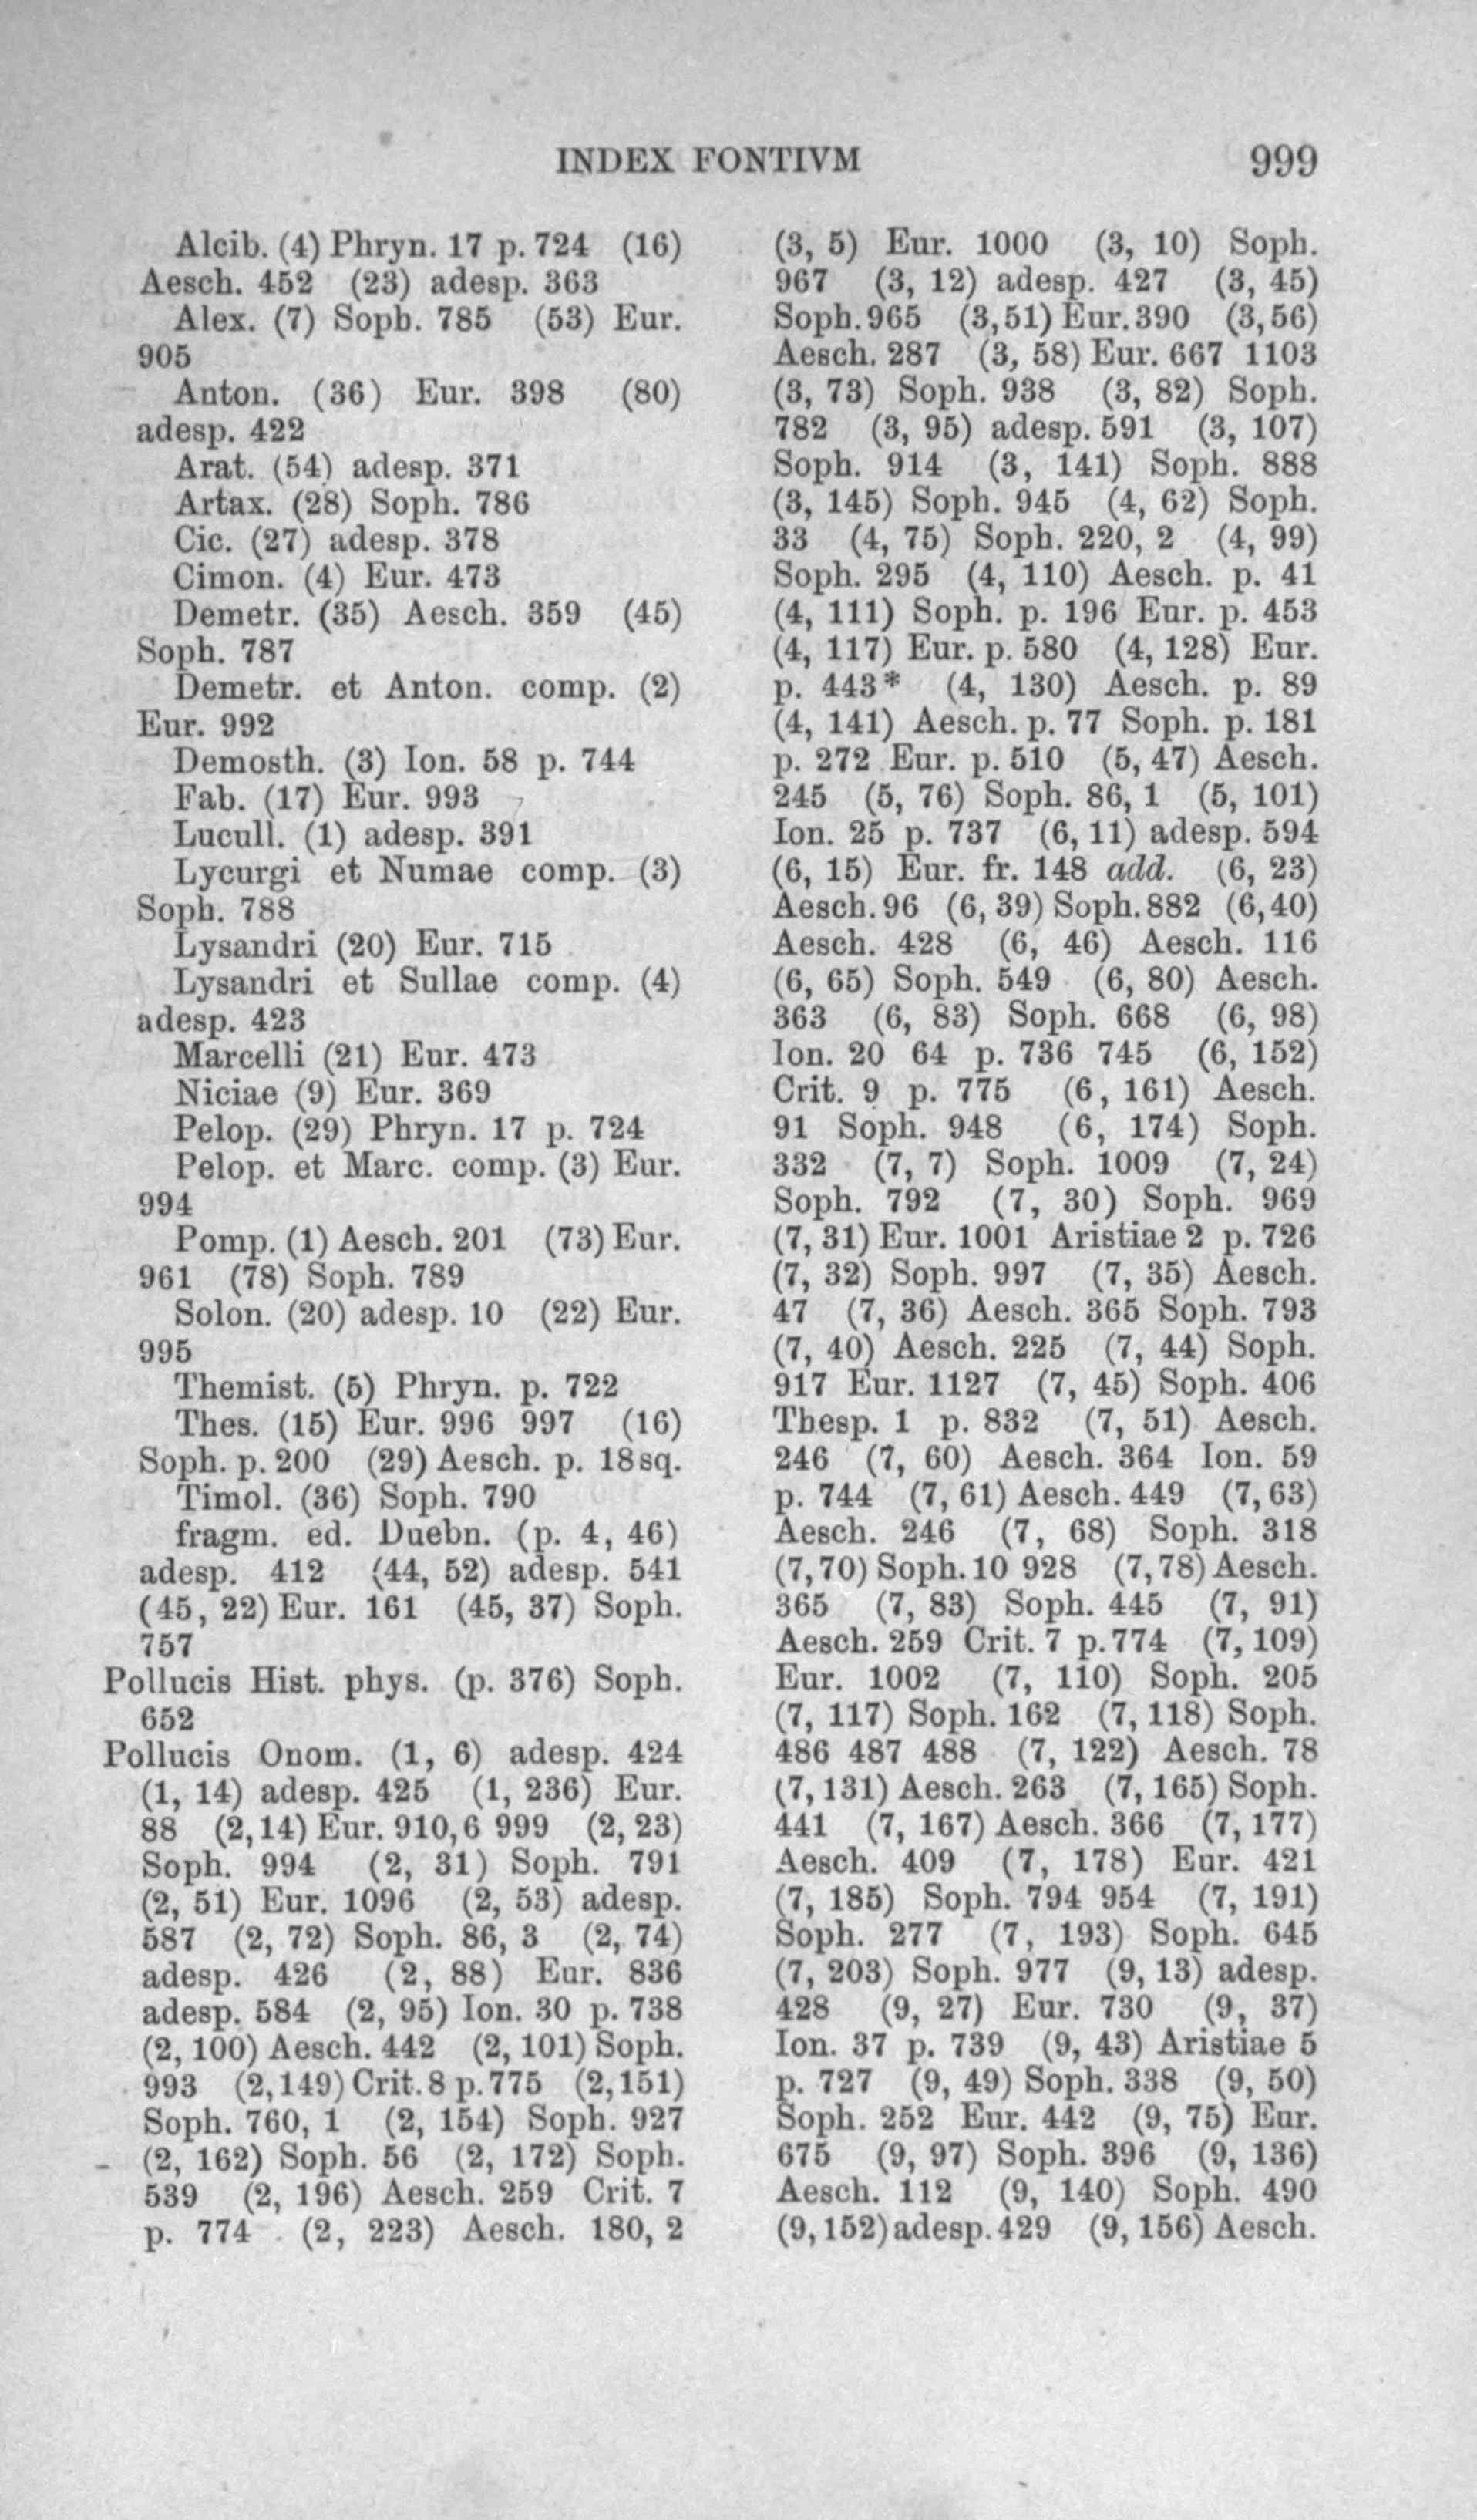 INDEX FONTIVM 999
Alcib. (4) Phryn. 17 p. 724 (16)
Aesch. 452 (23) adesp. 363
Alex. (7) Soph. 785 (53) Eur.
905
Anton. (36) Eur. 398 (80)
adesp. 422
Arat. (54) adesp. 371
Artax. (28) Soph. 786
Cic. (27) adesp. 378
Cimon. (4) Eur. 473
Demetr. (35) Aesch. 359 (45)
Soph. 787
Demetr. et Anton. comp. (2)
Eur. 992
Demosth. (3) Ion. 58 p. 744
Fab. (17) Eur. 993
Lucull. (1) adesp. 391
Lycurgi et Numae comp. (3)
Soph. 788
Lysandri (20) Eur. 715
Lysandri et Sullae comp. (4)
adesp. 423
Marcelli (21) Eur. 473
Niciae (9) Eur. 369
Pelop. (29) Phryn. 17 p. 724
Pelop. et Marc. comp. (3) Eur.
994
Pomp. (1) Aesch. 201 (73) Eur.
961 (78) Soph. 789
Solon. (20) adesp. 10 (22) Eur.
995
Themist. (5) Phryn. p. 722
Thes. (15) Eur. 996 997 (16)
Soph. p. 200 (29) Aesch. p. 18 sq.
Timol. (36) Soph. 790
fragm. ed. Duebn. (p. 4, 46)
adesp. 412 (44, 52) adesp. 541
(45, 22) Eur. 161 (45, 37) Soph.
757
Pollucis Hist. phys. (p. 376) Soph.
652
Pollucis Onom. (1, 6) adesp. 424
(1, 14) adesp. 425 (1, 236) Eur.
88 (2, 14) Eur. 910, 6 999 (2, 23)
Soph. 994 (2, 31) Soph. 791
(2, 51) Eur. 1096 (2, 53) adesp.
587 (2, 72) Soph. 86, 3 (2, 74)
adesp. 426 (2, 88) Eur. 836
adesp. 584 (2, 95) Ion. 30 p. 738
(2, 100) Aesch. 442 (2, 101) Soph.
993 (2, 149) Crit. 8 p. 775 (2, 151)
Soph. 760, 1 (2, 154) Soph. 927
(2, 162) Soph. 56 (2, 172) Soph.
539 (2, 196) Aesch. 259 Crit. 7
p. 774 (2, 223) Aesch. 180, 2
(3, 5) Eur. 1000 (3, 10) Soph.
967 (3, 12) adesp. 427 (3, 45)
Soph. 965 (3, 51) Eur. 390 (3, 56)
Aesch. 287 (3, 58) Eur. 667 1103
(3, 73) Soph. 938 (3, 82) Soph.
782 (3, 95) adesp. 591 (3, 107)
Soph. 914 (3, 141) Soph. 888
(3, 145) Soph. 945 (4, 62) Soph.
33 (4, 75) Soph. 220, 2 (4, 99)
Soph. 295 (4, 110) Aesch. p. 41
(4, 111) Soph. p. 196 Eur. p. 453
(4, 117) Eur. p. 580 (4, 128) Eur.
p. 443* (4, 130) Aesch. p. 89
(4, 141) Aesch. p. 77 Soph. p. 181
p. 272 Eur. p. 510 (5, 47) Aesch.
245 (5, 76) Soph. 86, 1 (5, 101)
Ion. 25 p. 737 (6, 11) adesp. 594
(6, 15) Eur. fr. 148 add. (6, 23)
Aesch. 96 (6, 39) Soph. 882 (6, 40)
Aesch. 428 (6, 46) Aesch. 116
(6, 65) Soph. 549 (6, 80) Aesch.
363 (6, 83) Soph. 668 (6, 98)
Ion. 20 64 p. 736 745 (6, 152)
Crit. 9 p. 775 (6, 161) Aesch.
91 Soph. 948 (6, 174) Soph.
332 (7, 7) Soph. 1009 (7, 24)
Soph. 792 (7, 30) Soph. 969
(7, 31) Eur. 1001 Aristiae 2 p. 726
(7, 32) Soph. 997 (7, 35) Aesch.
47 (7, 36) Aesch. 365 Soph. 793
(7, 40) Aesch. 225 (7, 44) Soph.
917 Eur. 1127 (7, 45) Soph. 406
Thesp. 1 p. 832 (7, 51) Aesch.
246 (7, 60) Aesch. 364 Ion. 59
p. 744 (7, 61) Aesch. 449 (7, 63)
Aesch. 246 (7, 68) Soph. 318
(7, 70) Soph. 10 928 (7, 78) Aesch.
365 (7, 83) Soph. 445 (7, 91)
Aesch. 259 Crit. 7 p. 774 (7, 109)
Eur. 1002 (7, 110) Soph. 205
(7, 117) Soph. 162 (7, 118) Soph.
486 487 488 (7, 122) Aesch. 78
(7, 131) Aesch. 263 (7, 165) Soph.
441 (7, 167) Aesch. 366 (7, 177)
Aesch. 409 (7, 178) Eur. 421
(7, 185) Soph. 794 954 (7, 191)
Soph. 277 (7, 193) Soph. 645
(7, 203) Soph. 977 (9, 13) adesp.
428 (9, 27) Eur. 730 (9, 37)
Ion. 37 p. 739 (9, 43) Aristiae 5
p. 727 (9, 49) Soph. 338 (9, 50)
Soph. 252 Eur. 442 (9, 75) Eur.
675 (9, 97) Soph. 396 (9, 136)
Aesch. 112 (9, 140) Soph. 490
(9, 152) adesp. 429 (9, 156) Aesch.